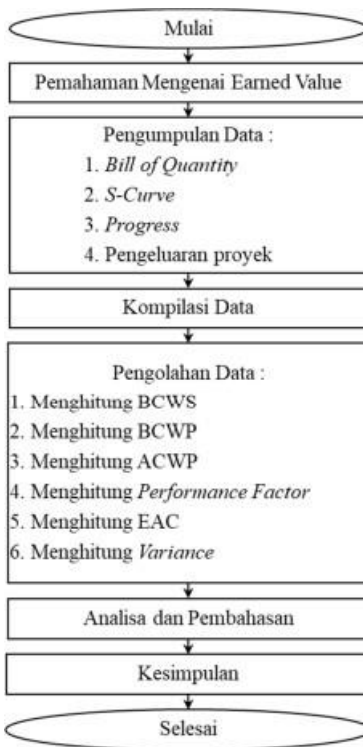 Mulai
Pemahaman Mengenai Earned Value
Pengumpulan Data :
1. Bill of Quantity
2. S-Curve
3. Progress
4. Pengeluaran proyek
Kompilasi Data
Pengolahan Data :
1. Menghitung BCWS
2. Menghitung BCWP
3. Menghitung ACWP
4. Menghitung Performance Factor
5. Menghitung EAC
6. Menghitung Variance
Analisa dan Pembahasan
Kesimpulan
Selesai